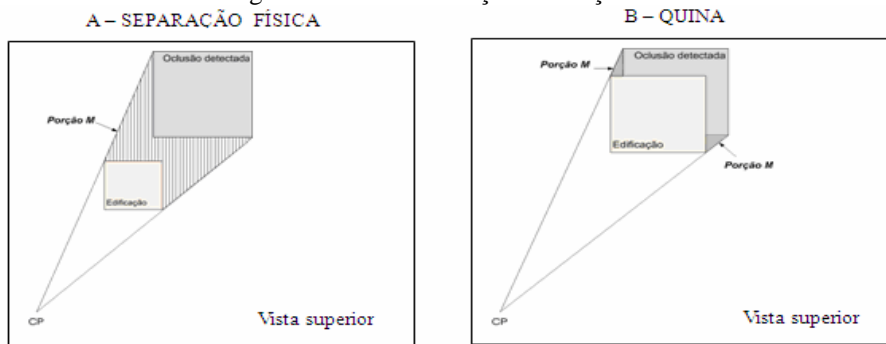 A – SEPARAÇÃO FÍSICA
Oclusão detectada
Porção M
Edificação
CP
Vista superior
B – QUINA
Oclusão detectada
Porção M
Edificação
Porção M
CP
Vista superior